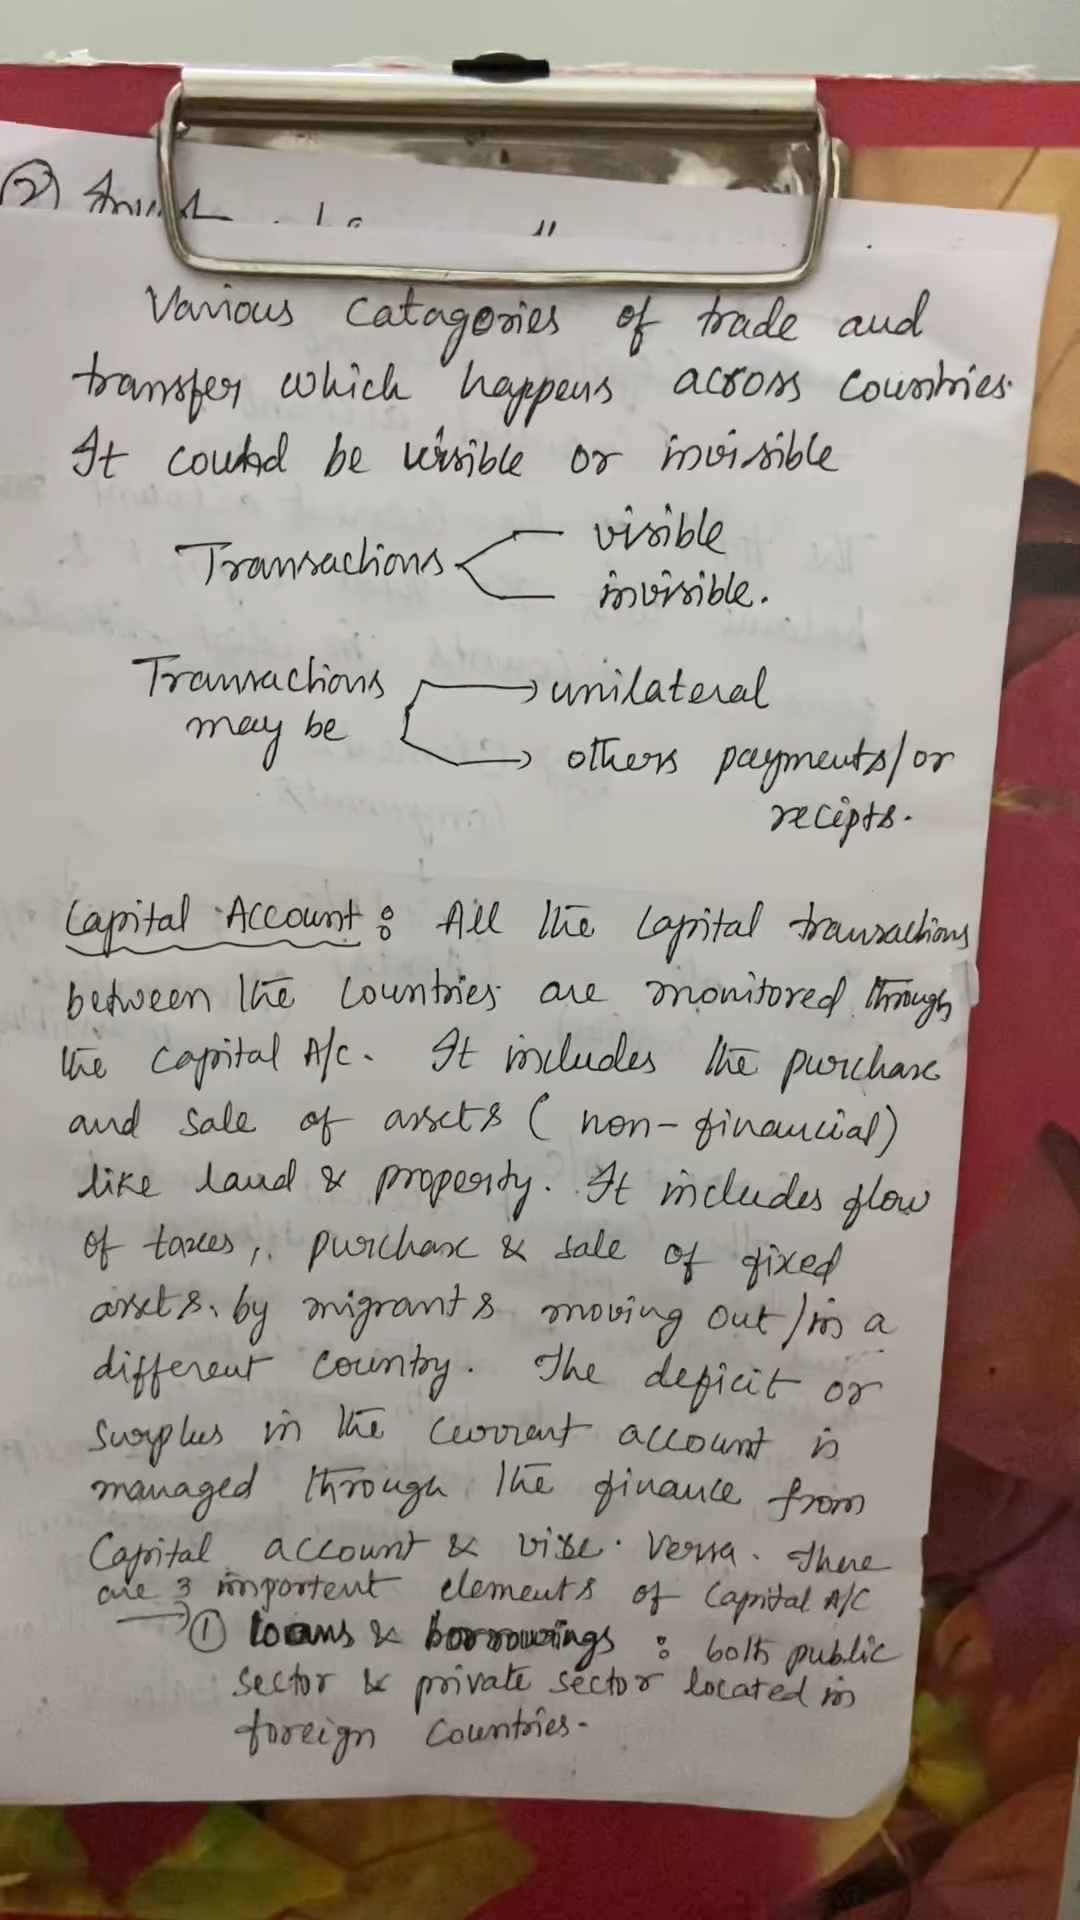 (2)
Various Catagories of trade and
transfer which happens across countries.
It could be visible or invisible
Transactions visible
invisible.
Transactions unilateral
may be
others payments/or
recipts.
Capital Account : All the Capital transactions
between the Countries are monitored through
the Capital A/c. It includes the purchase
and sale of assets (non-financial)
like land & property. It includes flow
of taxes, purchase & sale of fixed
assets by migrants moving out/in a
different Country. The deficit or
surplus in the current account is
managed through the finance from
Capital account & vise. Versa. There
are 3 importent elements of Capital A/C
→ ① loans & borrowings : both public
sector & private sector located in
foreign Countries.